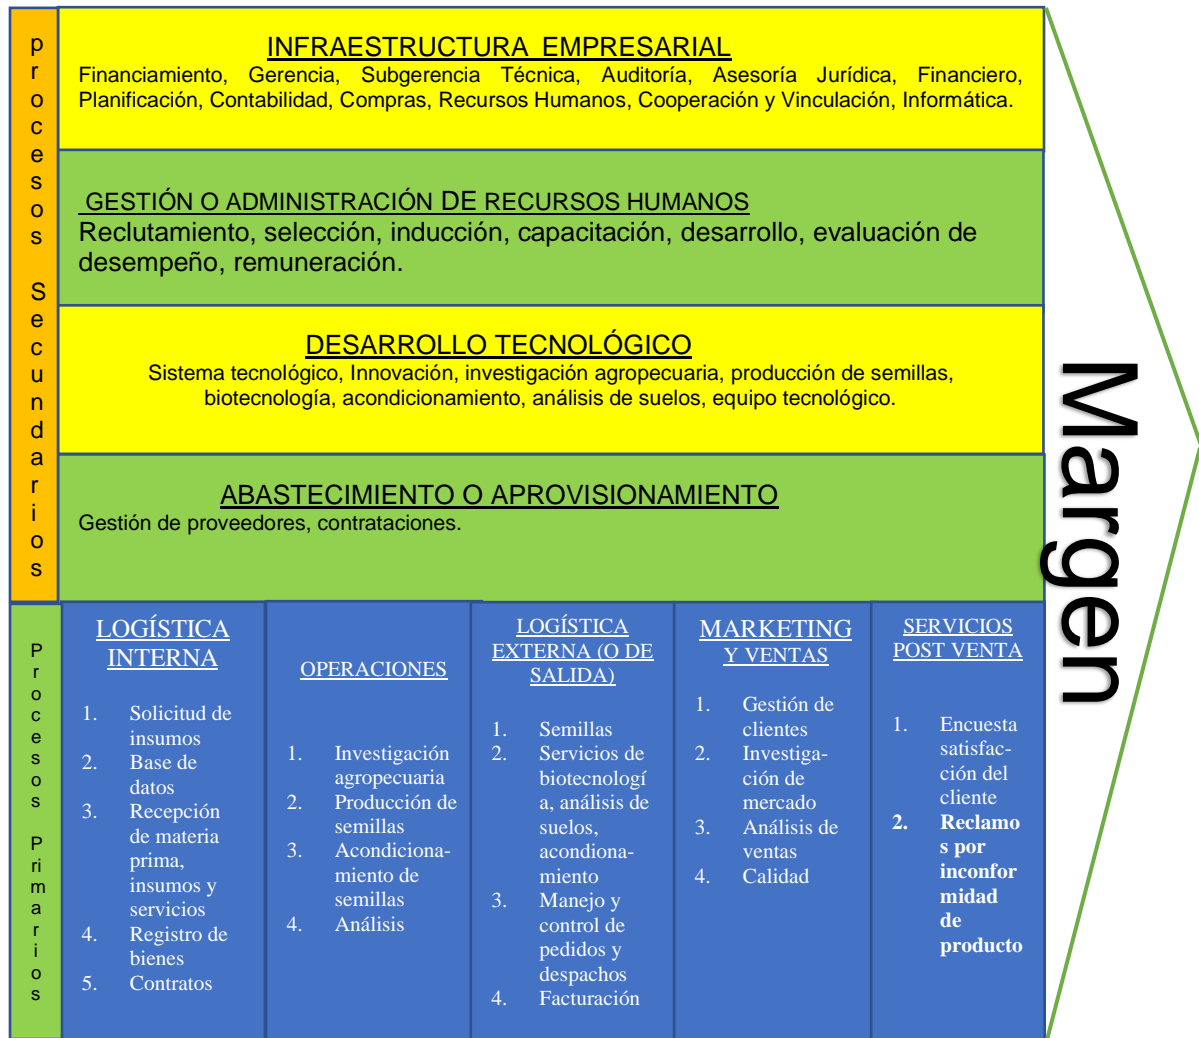 procesos Secundarios
INFRAESTRUCTURA EMPRESARIAL
Financiamiento, Gerencia, Subgerencia Técnica, Auditoría, Asesoría Jurídica, Financiero,
Planificación, Contabilidad, Compras, Recursos Humanos, Cooperación y Vinculación, Informática.
GESTIÓN O ADMINISTRACIÓN DE RECURSOS HUMANOS
Reclutamiento, selección, inducción, capacitación, desarrollo, evaluación de
desempeño, remuneración.
DESARROLLO TECNOLÓGICO
Sistema tecnológico, Innovación, investigación agropecuaria, producción de semillas,
biotecnología, acondicionamiento, análisis de suelos, equipo tecnológico.
ABASTECIMIENTO O APROVISIONAMIENTO
Gestión de proveedores, contrataciones.
Margen
Procesos Primarios
LOGÍSTICA
INTERNA
1. Solicitud de
insumos
2. Base de
datos
3. Recepción
de materia
prima,
insumos y
servicios
4. Registro de
bienes
5. Contratos
OPERACIONES
1. Investigación
agropecuaria
2. Producción de
semillas
3. Acondiciona-
miento de
semillas
4. Análisis
LOGÍSTICA
EXTERNA (O DE
SALIDA)
1. Semillas
2. Servicios de
biotecnologí
a, análisis de
suelos,
acondiona-
miento
3. Manejo y
control de
pedidos y
despachos
4. Facturación
MARKETING
Y VENTAS
1. Gestión de
clientes
2. Investiga-
ción de
mercado
3. Análisis de
ventas
4. Calidad
SERVICIOS
POST VENTA
1. Encuesta
satisfac-
ción del
cliente
2. Reclamo
s por
inconfor
midad
de
producto